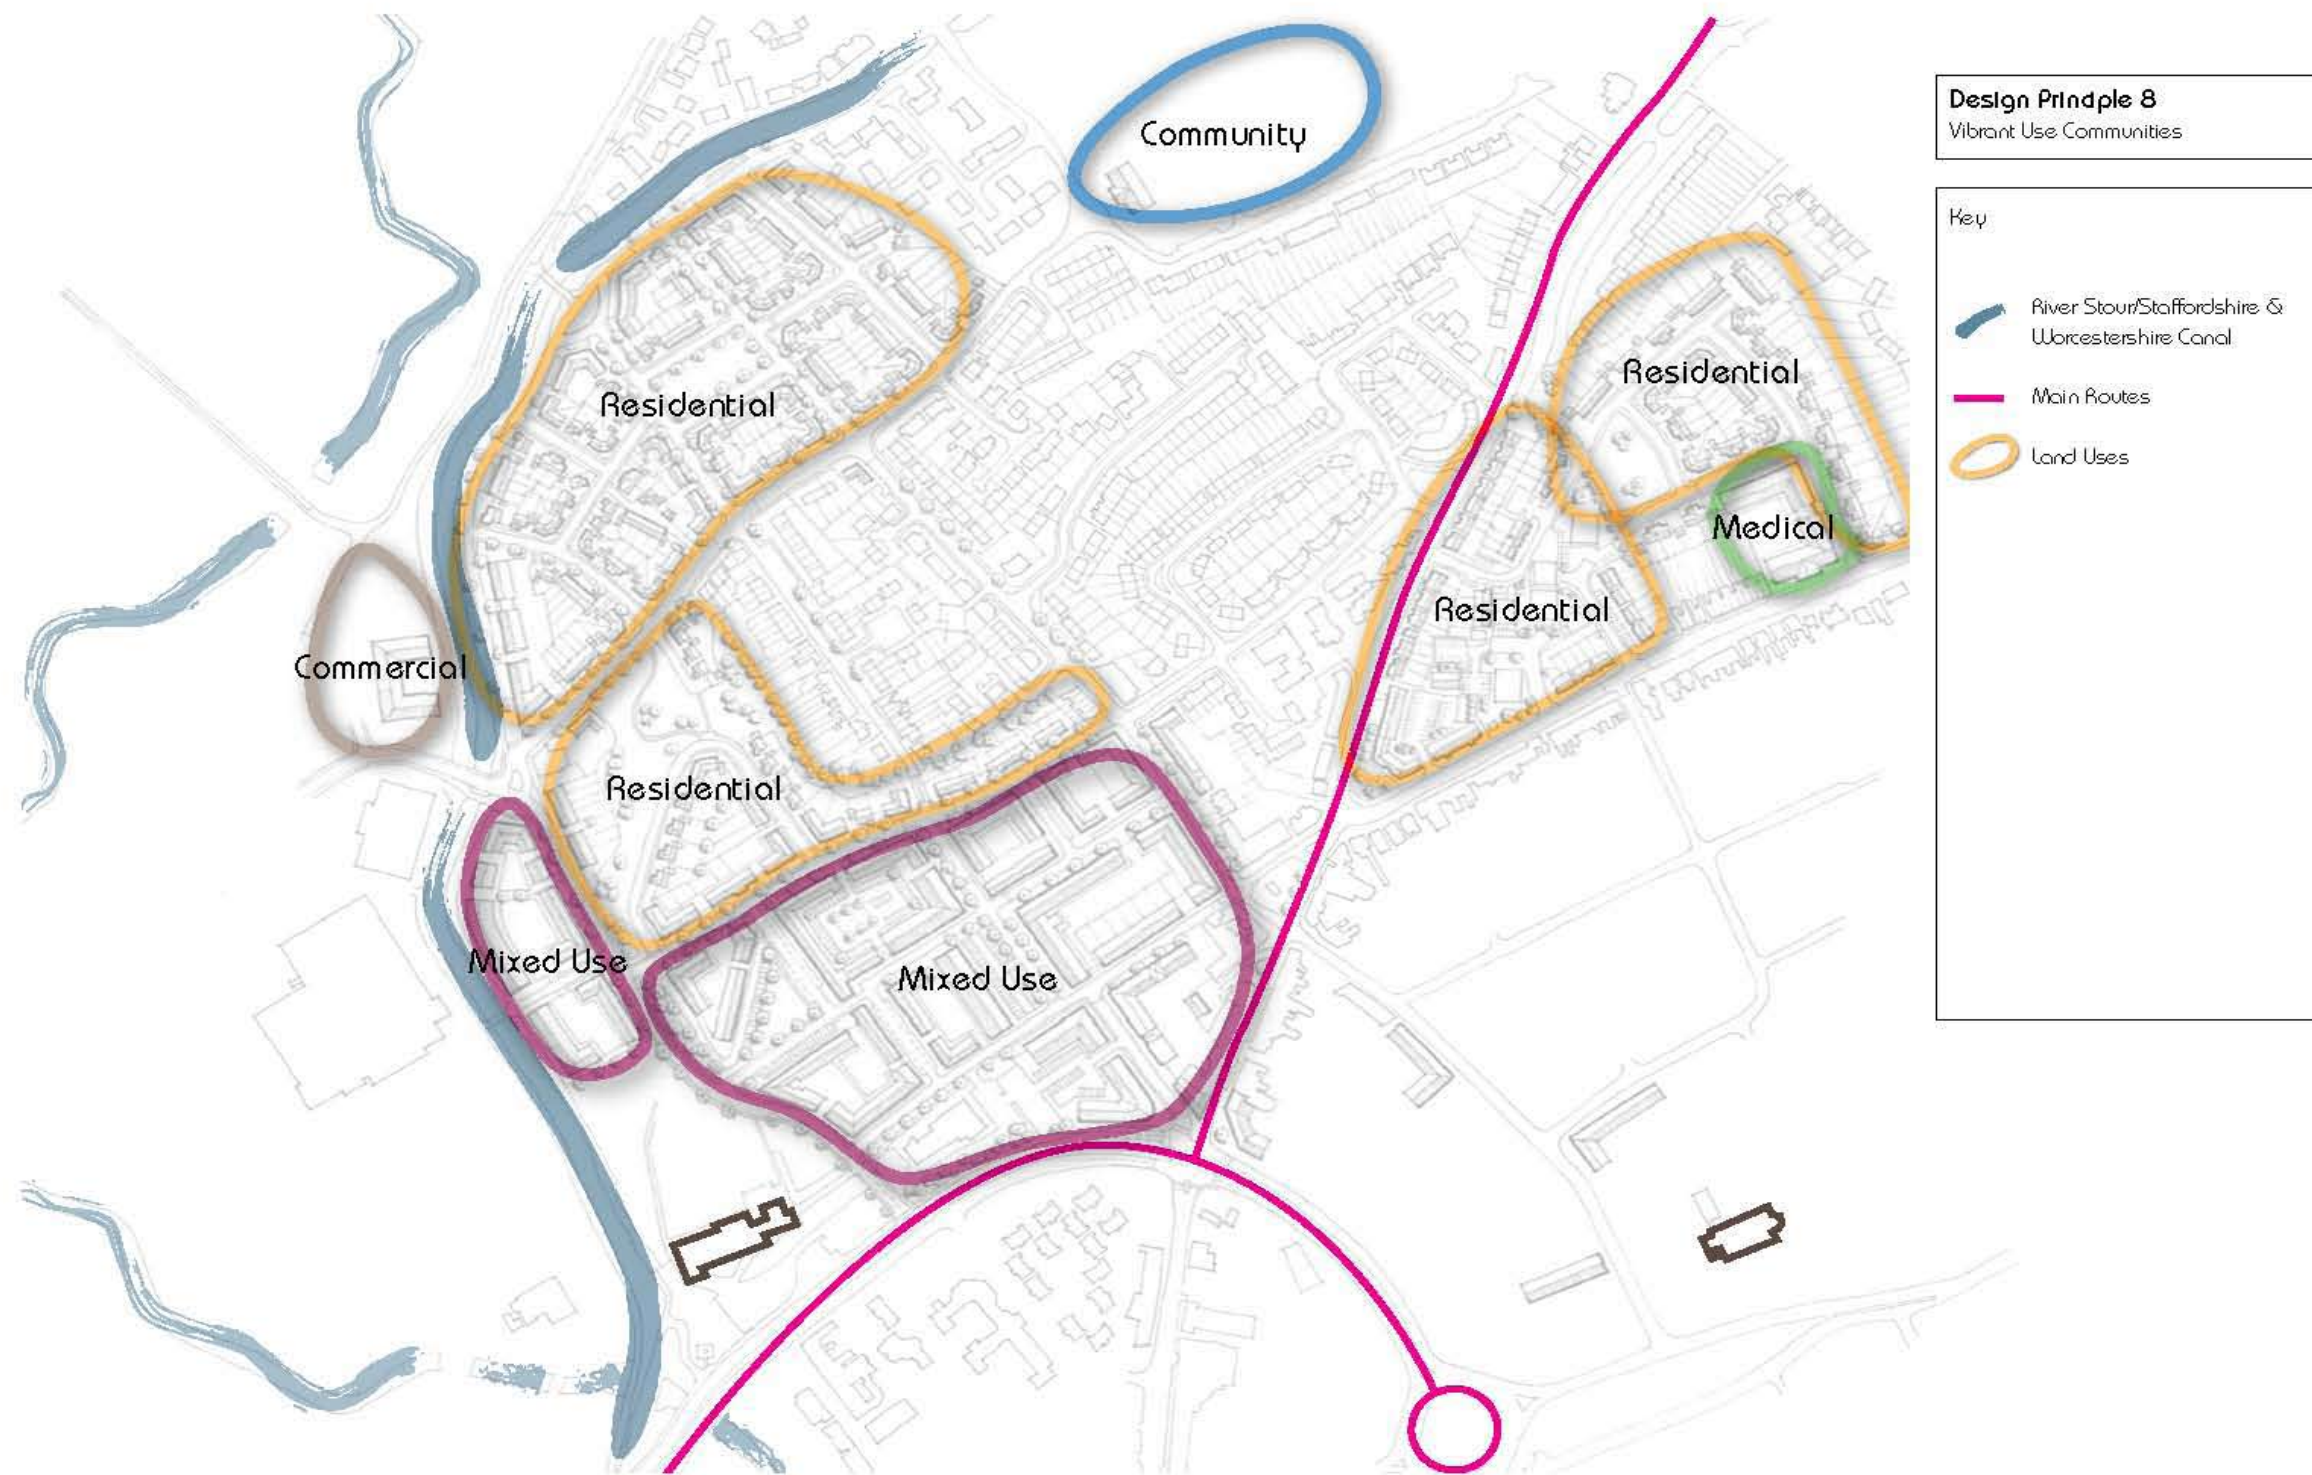 Community
Residential
Residential
Medical
Residential
Commercial
Residential
Mixed Use
Mixed Use
Design Principle 8
Vibrant Use Communities
Key
River Stour/Staffordshire &
Worcestershire Canal
Main Routes
Land Uses